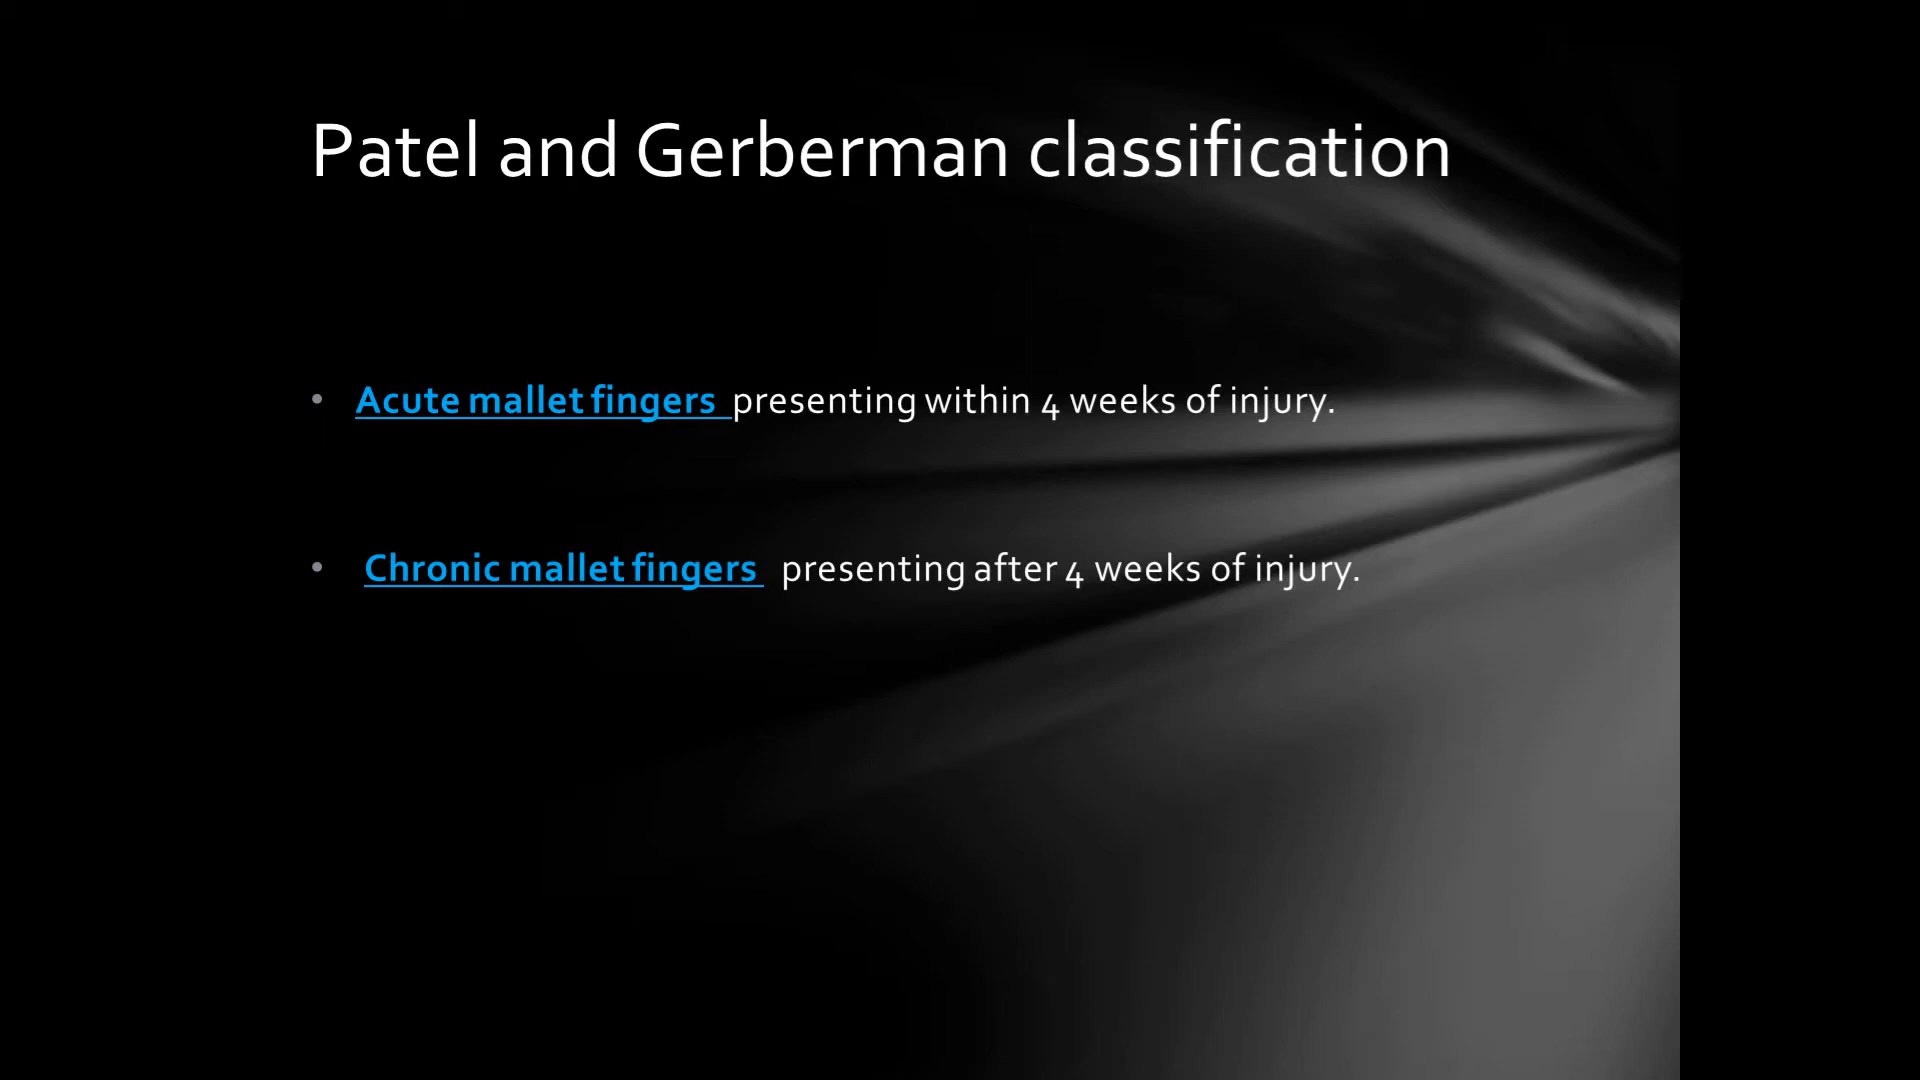 Patel and Gerberman classification
• Acute mallet fingers presenting within 4 weeks of injury.
• Chronic mallet fingers presenting after 4 weeks of injury.